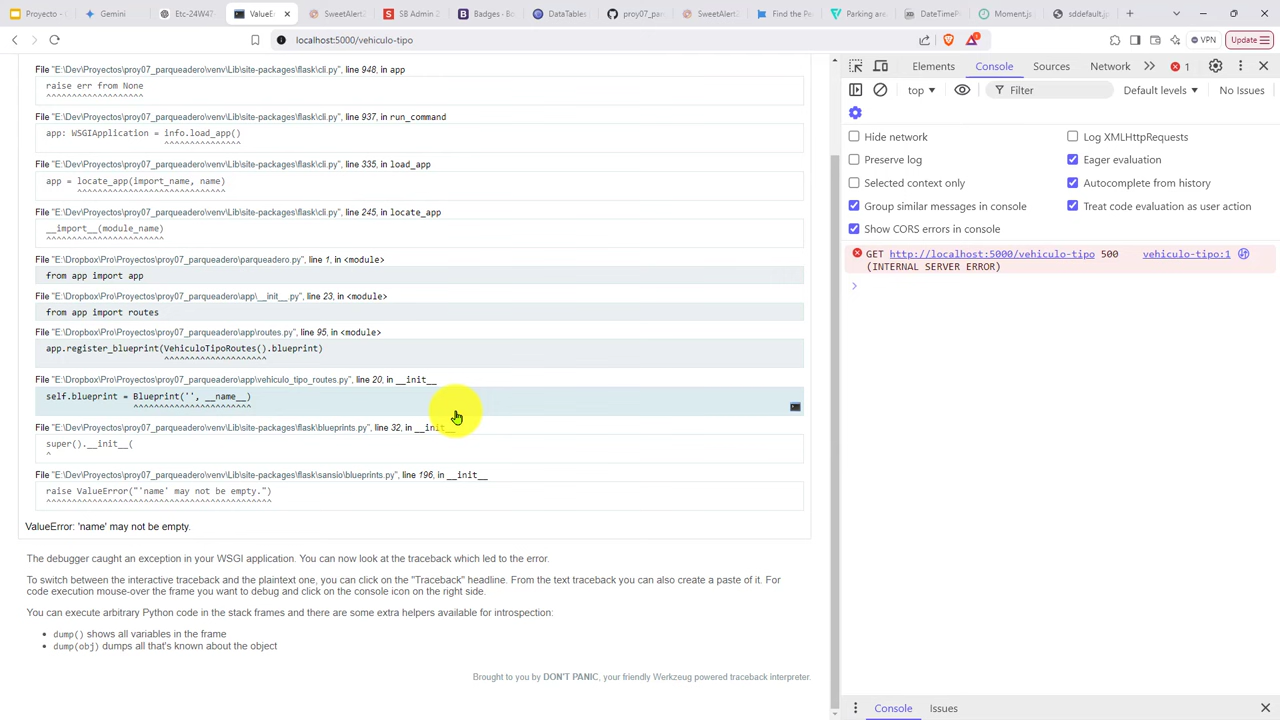 Proyecto -
Gemini
Etc-24W47-
ValueE
SweetAlert2
SB Admin 2
Badges - B
DataTables
proy07_pa
SweetAlert2
Find the Pe
Parking are
DateTimePi
Moment.js
sddefault.jp
localhost:5000/vehiculo-tipo
VPN
Update
File "E:\Dev\Proyectos\proy07_parqueadero\venv\Lib\site-packages\flask\cli.py", line 948, in app
raise err from None
^^^^^^^^^^^^^^^^^^^
File "E:\Dev\Proyectos\proy07_parqueadero\venv\Lib\site-packages\flask\cli.py", line 937, in run_command
app: WSGIApplication = info.load_app()
^^^^^^^^^^^^^^^
File "E:\Dev\Proyectos\proy07_parqueadero\venv\Lib\site-packages\flask\cli.py", line 335, in load_app
app = locate_app(import_name, name)
^^^^^^^^^^^^^^^^^^^^^^^^^^^^^
File "E:\Dev\Proyectos\proy07_parqueadero\venv\Lib\site-packages\flask\cli.py", line 245, in locate_app
__import__(module_name)
^^^^^^^^^^^^^^^^^^^^^^^
File "E:\Dropbox\Pro\Proyectos\proy07_parqueadero\parqueadero.py", line 1, in <module>
from app import app
File "E:\Dropbox\Pro\Proyectos\proy07_parqueadero\app\__init__.py", line 23, in <module>
from app import routes
File "E:\Dropbox\Pro\Proyectos\proy07_parqueadero\app\routes.py", line 95, in <module>
app.register_blueprint(VehiculoTipoRoutes().blueprint)
^^^^^^^^^^^^^^^^^^^^
File "E:\Dropbox\Pro\Proyectos\proy07_parqueadero\app\vehiculo_tipo_routes.py", line 20, in __init__
self.blueprint = Blueprint('', __name__)
^^^^^^^^^^^^^^^^^^^^^^^
File "E:\Dev\Proyectos\proy07_parqueadero\venv\Lib\site-packages\flask\blueprints.py", line 32, in __init__
super().__init__(
^
File "E:\Dev\Proyectos\proy07_parqueadero\venv\Lib\site-packages\flask\sansio\blueprints.py", line 196, in __init__
raise ValueError("'name' may not be empty.")
^^^^^^^^^^^^^^^^^^^^^^^^^^^^^^^^^^^^^^^^^^^^
ValueError: 'name' may not be empty.
The debugger caught an exception in your WSGI application. You can now look at the traceback which led to the error.
To switch between the interactive traceback and the plaintext one, you can click on the "Traceback" headline. From the text traceback you can also create a paste of it. For
code execution mouse-over the frame you want to debug and click on the console icon on the right side.
You can execute arbitrary Python code in the stack frames and there are some extra helpers available for introspection:
• dump() shows all variables in the frame
• dump(obj) dumps all that's known about the object
Brought to you by DON'T PANIC, your friendly Werkzeug powered traceback interpreter.
Elements
Console
Sources
Network
1
top
Filter
Default levels
No Issues
Hide network
Log XMLHttpRequests
Preserve log
Eager evaluation
Selected context only
Autocomplete from history
Group similar messages in console
Treat code evaluation as user action
Show CORS errors in console
GET http://localhost:5000/vehiculo-tipo 500 vehiculo-tipo:1
(INTERNAL SERVER ERROR)
Console
Issues